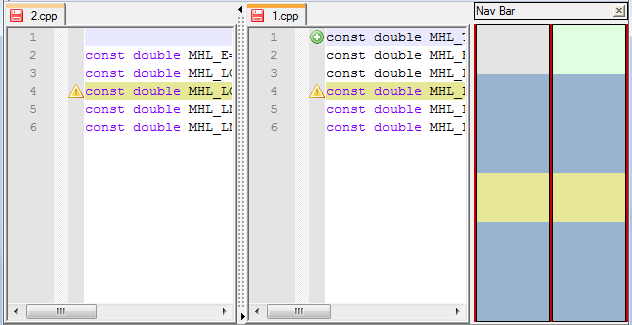 2.cpp
1.cpp
Nav Bar
1
2 const double MHL_E=
3 const double MHL_LO
4 const double MHL_LO
5 const double MHL_LN
6 const double MHL_LN
1 const double MHL_
2 const double MHL_
3 const double MHL_
4 const double MHL_
5 const double MHL_
6 const double MHL_